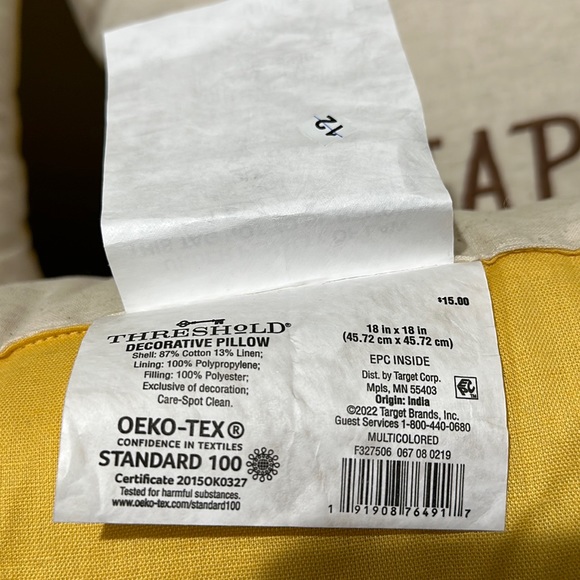 12
TAP
THRESHOLD®
DECORATIVE PILLOW
Shell: 87% Cotton 13% Linen;
Lining: 100% Polypropylene;
Filling: 100% Polyester;
Exclusive of decoration;
Care-Spot Clean.
OEKO-TEX®
CONFIDENCE IN TEXTILES
STANDARD 100
Certificate 2015OK0327
Tested for harmful substances.
www.oeko-tex.com/standard100
$15.00
18 in x 18 in
(45.72 cm x 45.72 cm)
EPC INSIDE
Dist. by Target Corp.
Mpls, MN 55403
Origin: India
©2022 Target Brands, Inc.
Guest Services 1-800-440-0680
MULTICOLORED
F327506 067 08 0219
1 91908 76491 7